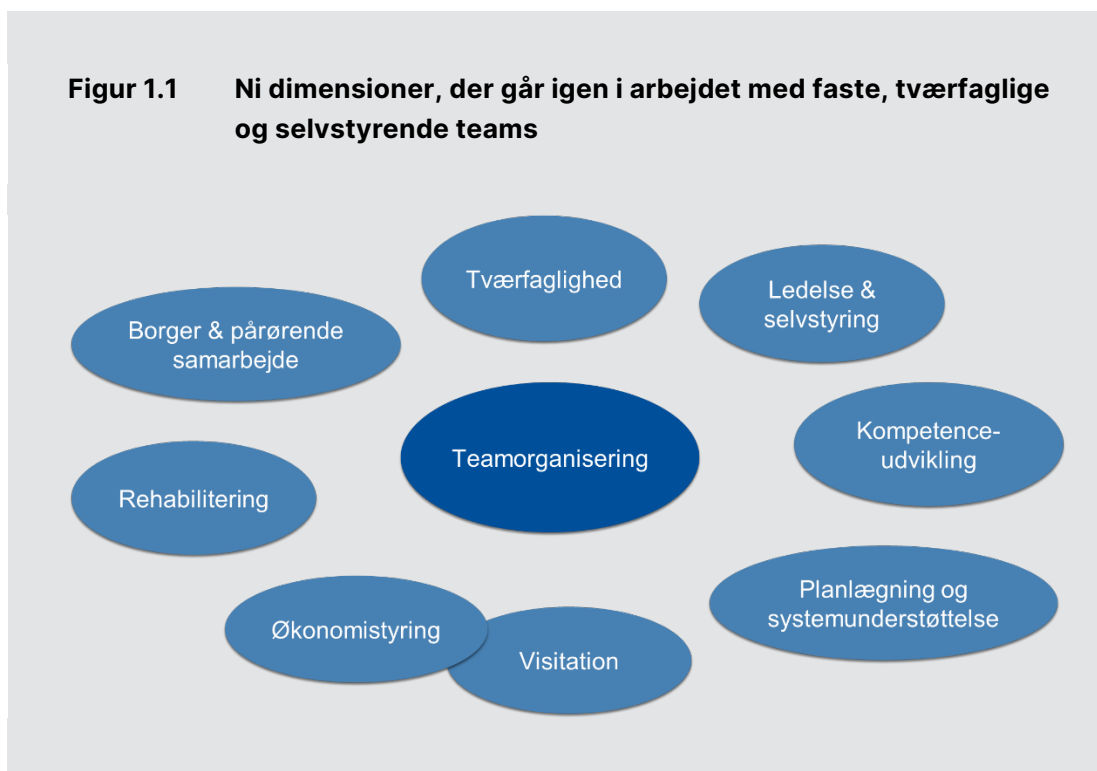 Figur 1.1 Ni dimensioner, der går igen i arbejdet med faste, tværfaglige
og selvstyrende teams
Tværfaglighed
Ledelse &
selvstyring
Borger & pårørende
samarbejde
Kompetence-
udvikling
Teamorganisering
Rehabilitering
Planlægning og
systemunderstøttelse
Økonomistyring
Visitation